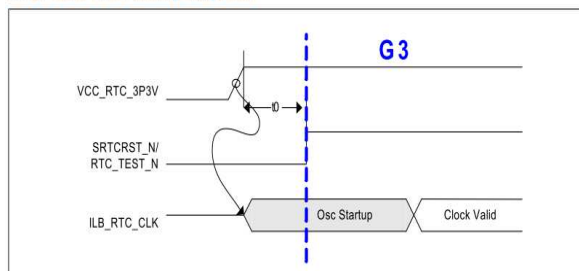 G3
VCC_RTC_3P3V
t0
SRTCRST_N/
RTC_TEST_N
ILB_RTC_CLK
Osc Startup
Clock Valid